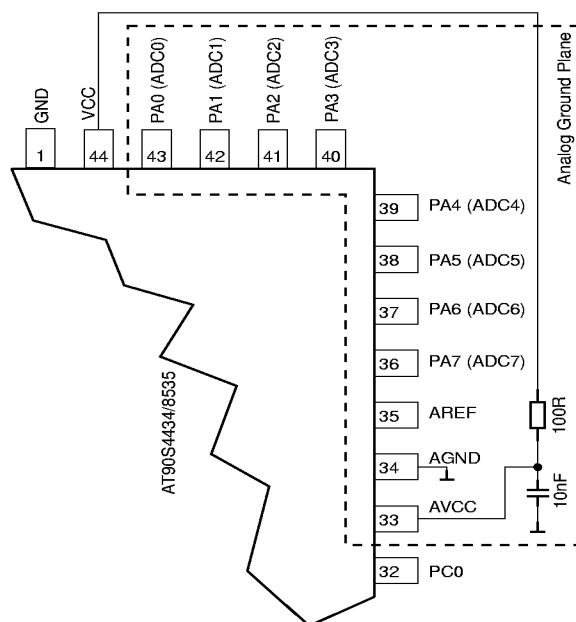 GND
VCC
PA0 (ADC0)
PA1 (ADC1)
PA2 (ADC2)
PA3 (ADC3)
Analog Ground Plane
1
44
43
42
41
40
39 PA4 (ADC4)
38 PA5 (ADC5)
37 PA6 (ADC6)
36 PA7 (ADC7)
35 AREF
100R
34 AGND
10nF
33 AVCC
32 PC0
AT90S4434/8535